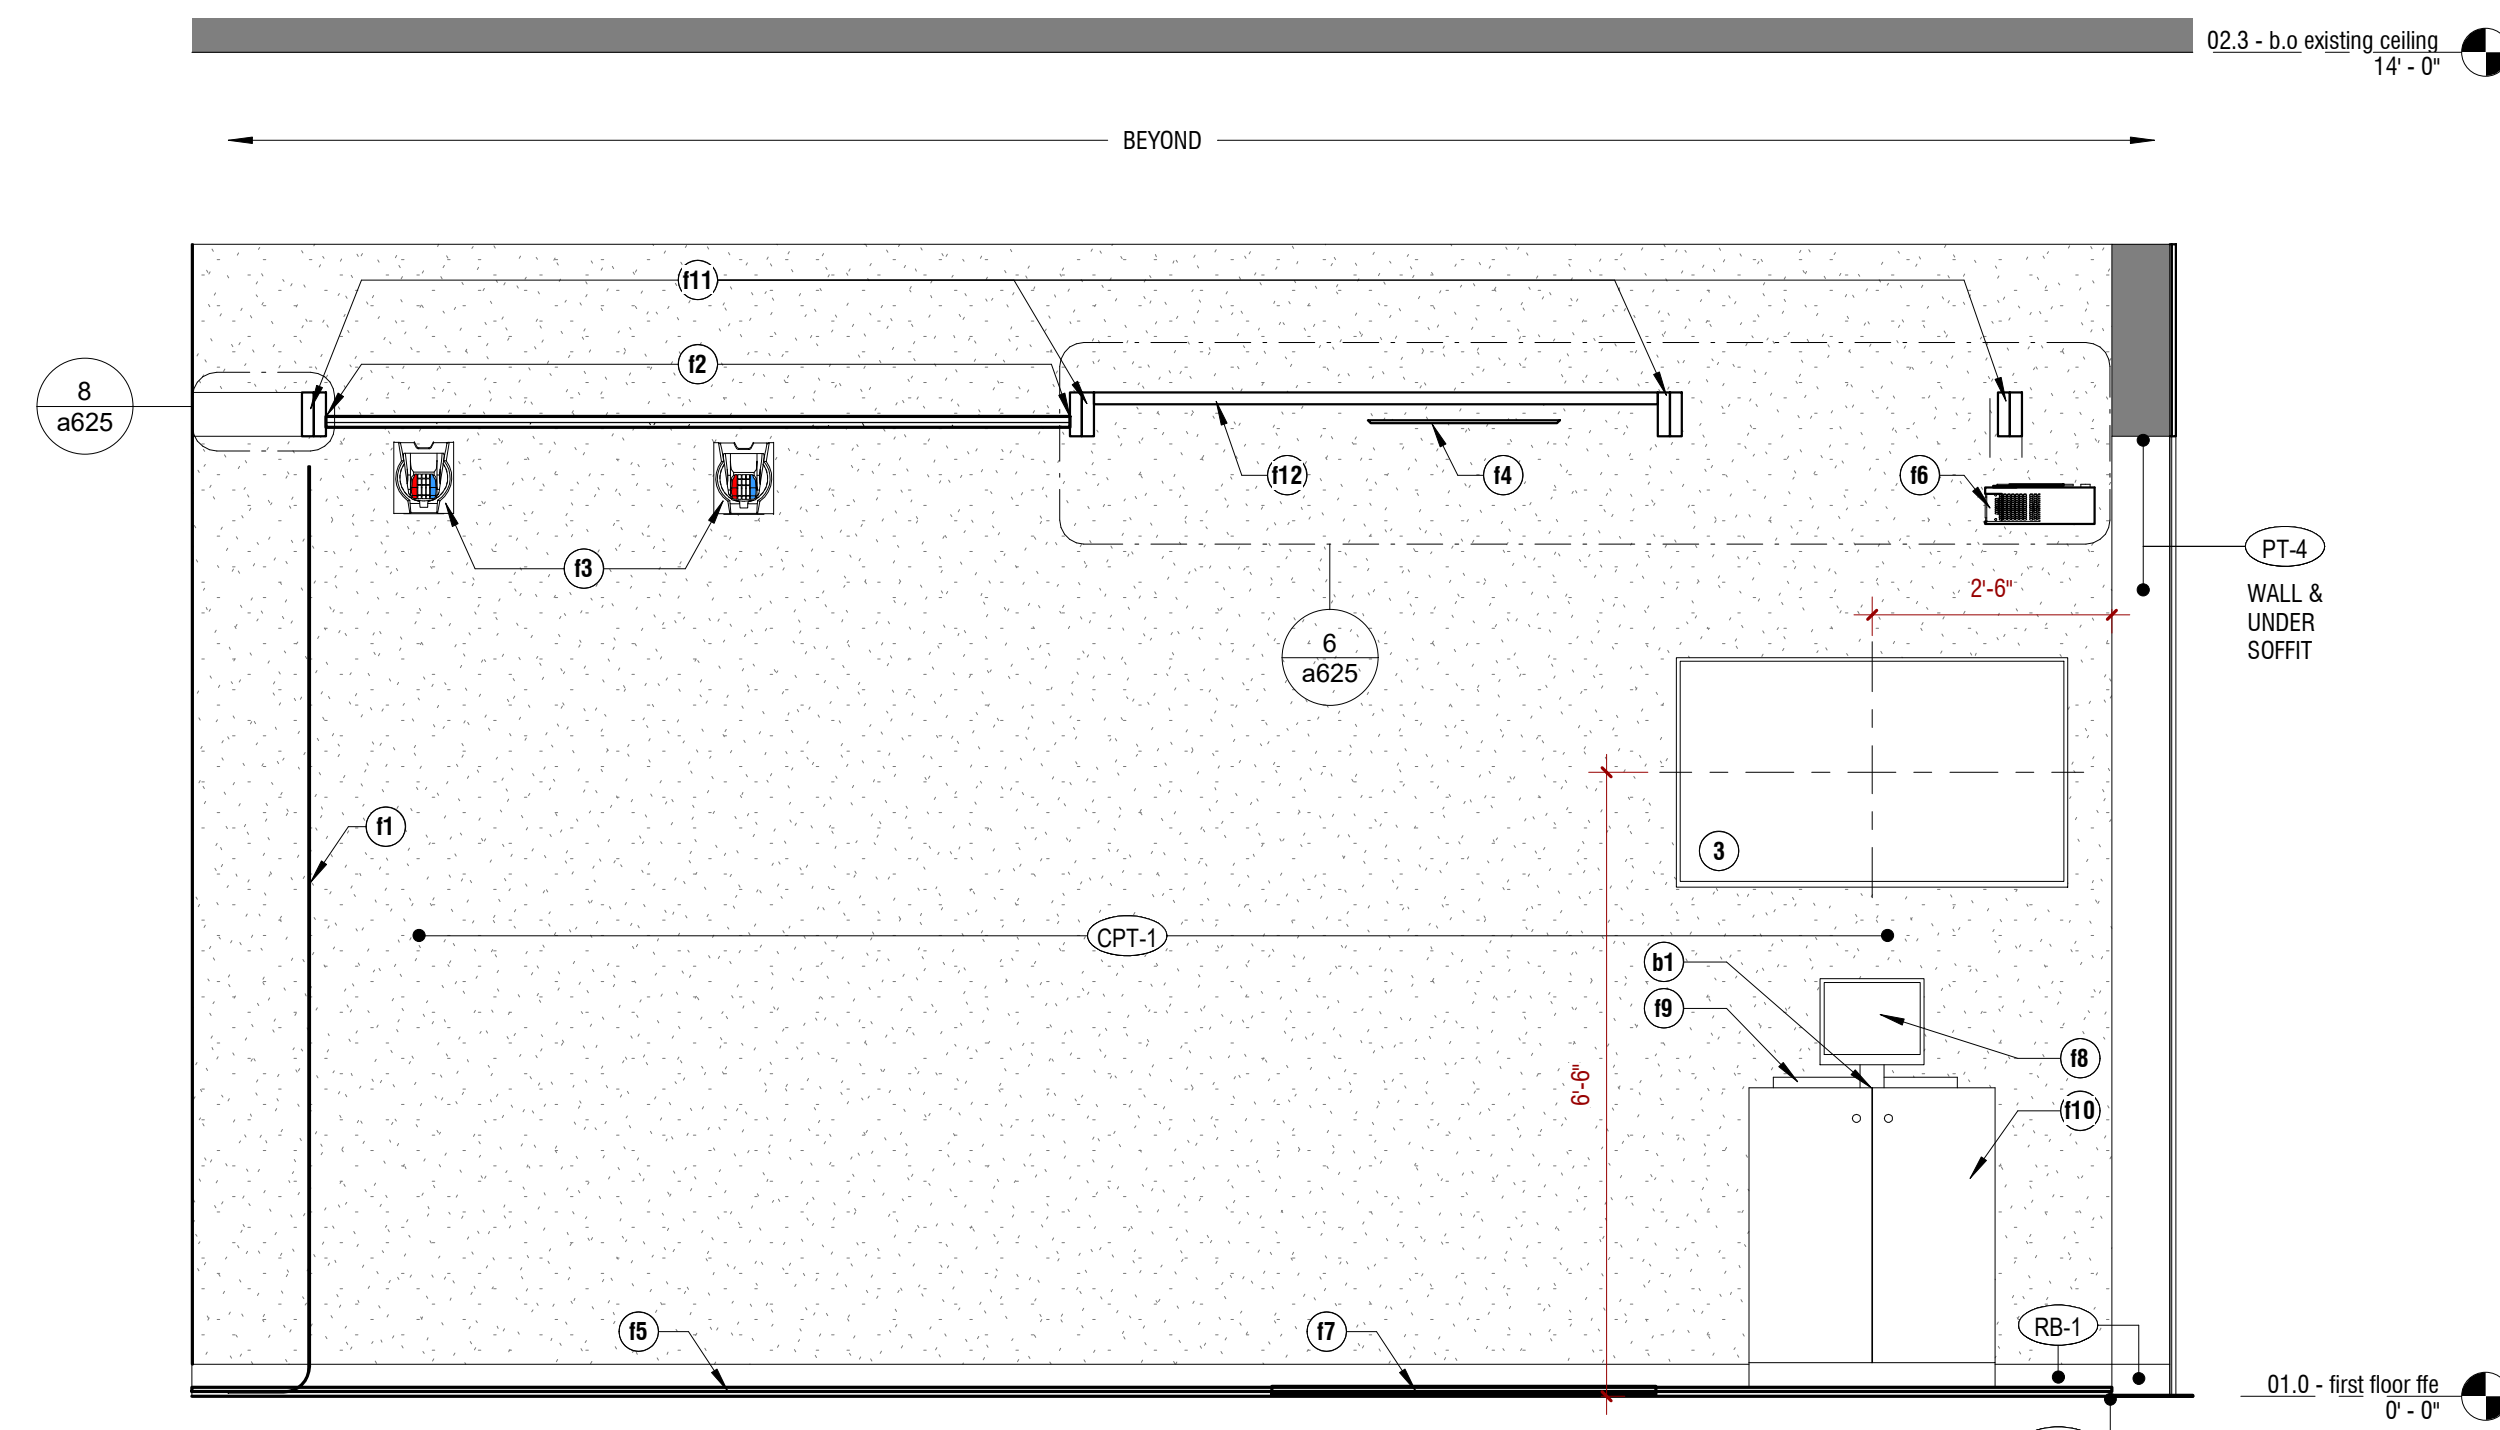 02.3 - b.o existing ceiling
14' - 0"
BEYOND
f11
f2
8
a625
f12
f4
f6
f3
PT-4
WALL &
UNDER
SOFFIT
2'-6"
6
a625
f1
3
CPT-1
b1
f9
f8
6'-6"
f10
f5
f7
RB-1
01.0 - first floor ffe
0' - 0"